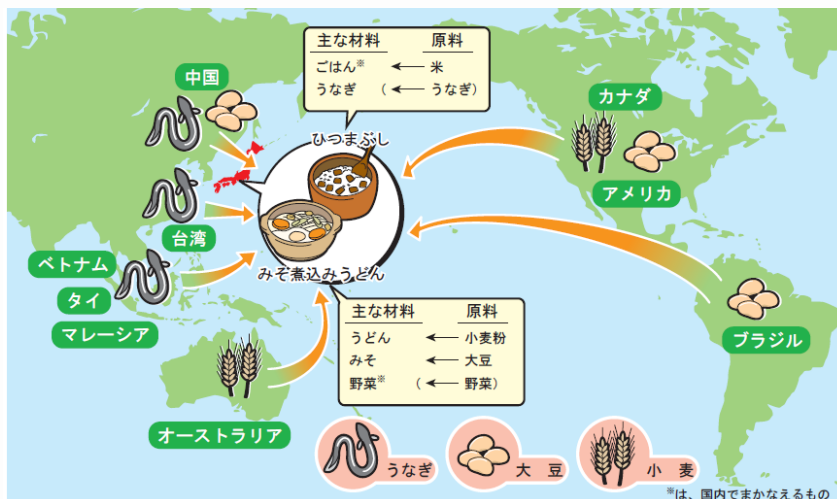 主な材料 原料
ごはん※ ← 米
うなぎ (← うなぎ)
中国
カナダ
ひつまぶし
アメリカ
台湾
ベトナム
みそ煮込みうどん
タイ
マレーシア
主な材料 原料
うどん ← 小麦粉
みそ ← 大豆
野菜※ (← 野菜)
ブラジル
オーストラリア
うなぎ 大 豆 小 麦
※は、国内でまかなえるもの